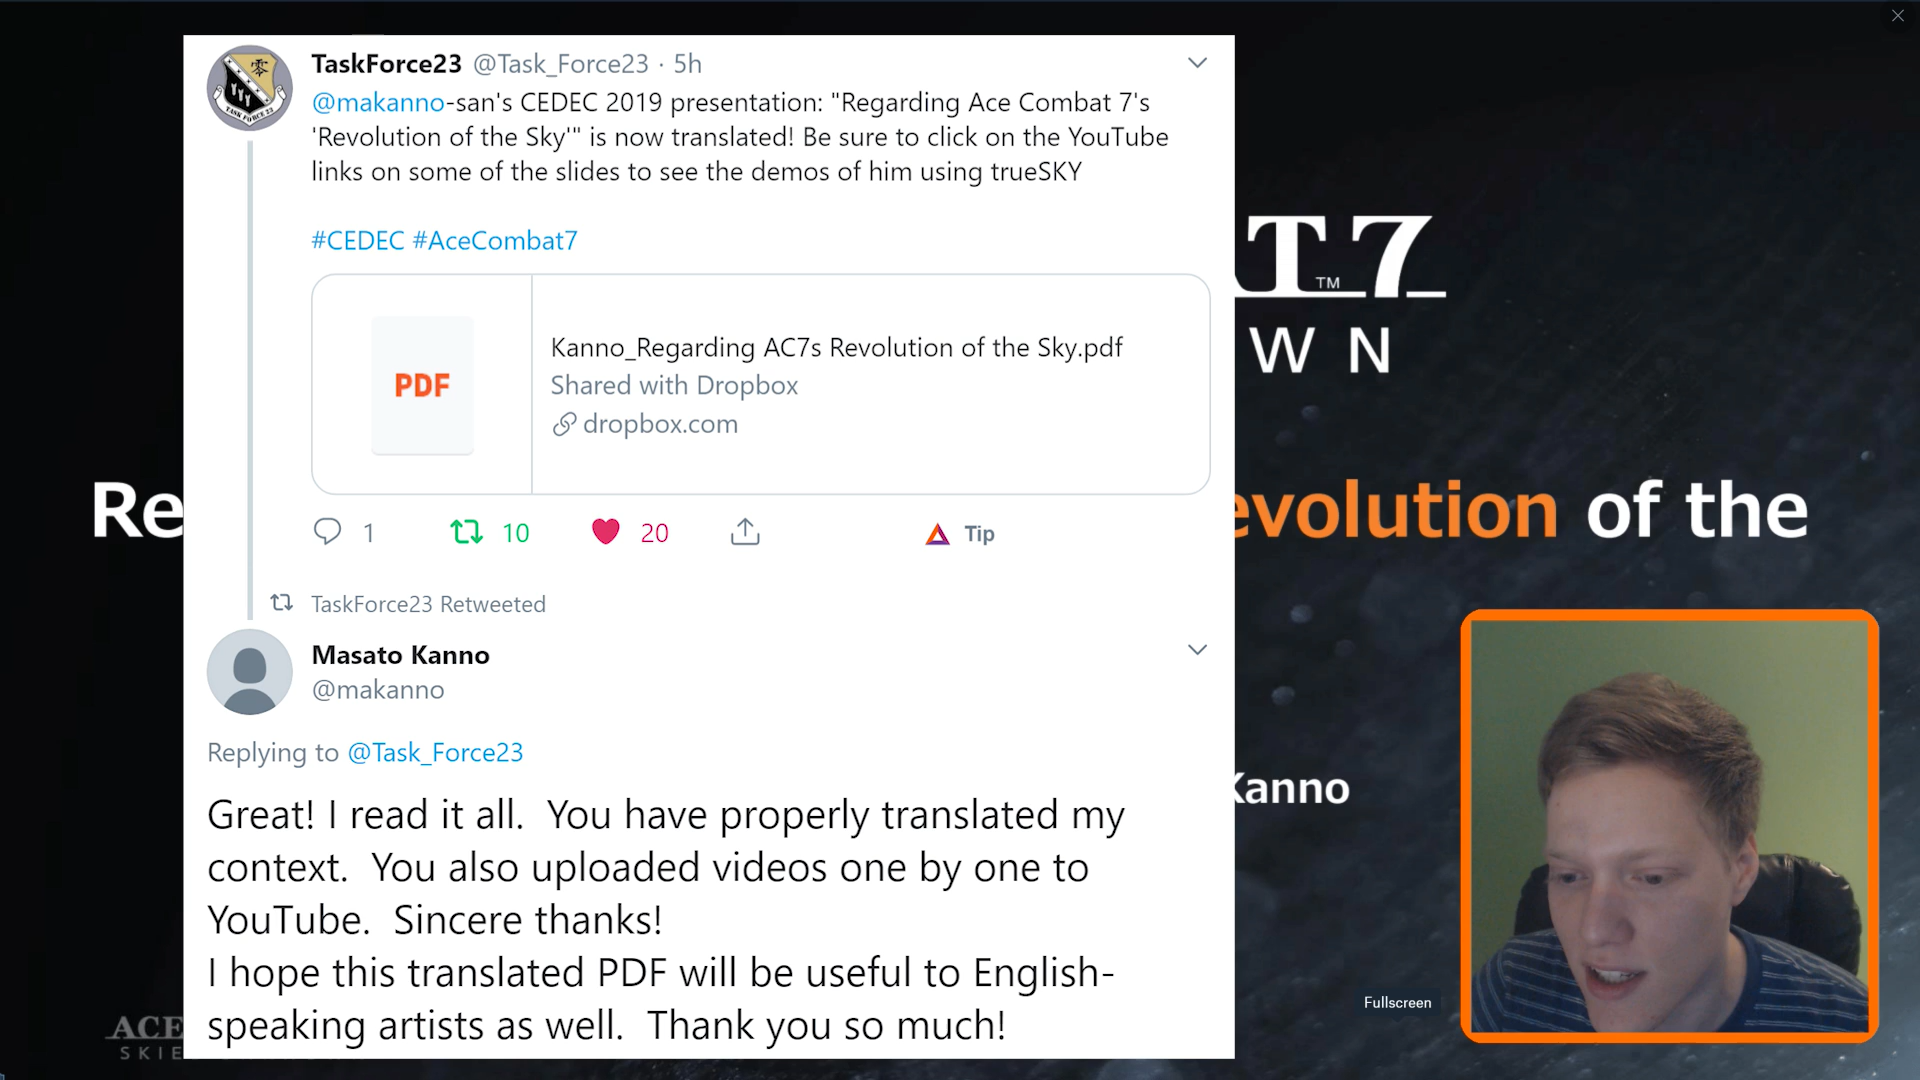 TaskForce23 @Task_Force23 · 5h
@makanno-san's CEDEC 2019 presentation: "Regarding Ace Combat 7's
'Revolution of the Sky'" is now translated! Be sure to click on the YouTube
links on some of the slides to see the demos of him using trueSKY
#CEDEC #AceCombat7
PDF
Kanno_Regarding AC7s Revolution of the Sky.pdf
Shared with Dropbox
dropbox.com
1 10 20 Tip
TaskForce23 Retweeted
Masato Kanno
@makanno
Replying to @Task_Force23
Great! I read it all. You have properly translated my
context. You also uploaded videos one by one to
YouTube. Sincere thanks!
I hope this translated PDF will be useful to English-
speaking artists as well. Thank you so much!
T7
TM
WN
Re evolution of the
Kanno
Fullscreen
ACE
SKIE